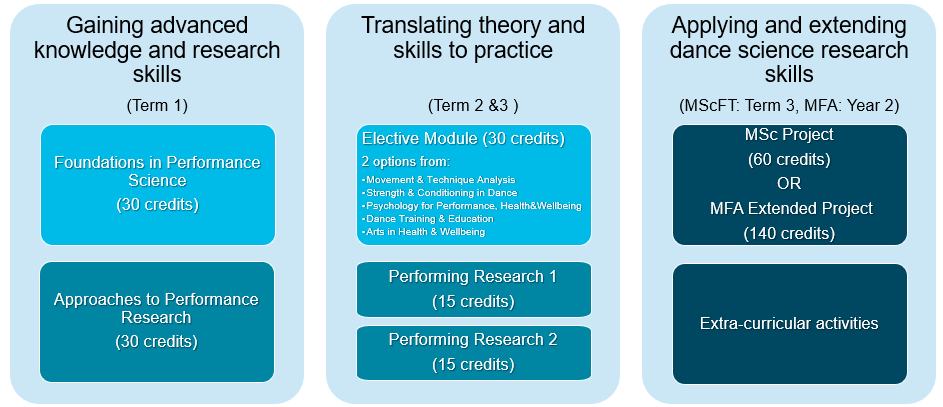 Gaining advanced
knowledge and research
skills
(Term 1)
Foundations in Performance
Science
(30 credits)
Approaches to Performance
Research
(30 credits)
Translating theory and
skills to practice
(Term 2 &3 )
Elective Module (30 credits)
2 options from:
•Movement & Technique Analysis
•Strength & Conditioning in Dance
•Psychology for Performance, Health&Wellbeing
•Dance Training & Education
•Arts in Health & Wellbeing
Performing Research 1
(15 credits)
Performing Research 2
(15 credits)
Applying and extending
dance science research
skills
(MScFT: Term 3, MFA: Year 2)
MSc Project
(60 credits)
OR
MFA Extended Project
(140 credits)
Extra-curricular activities